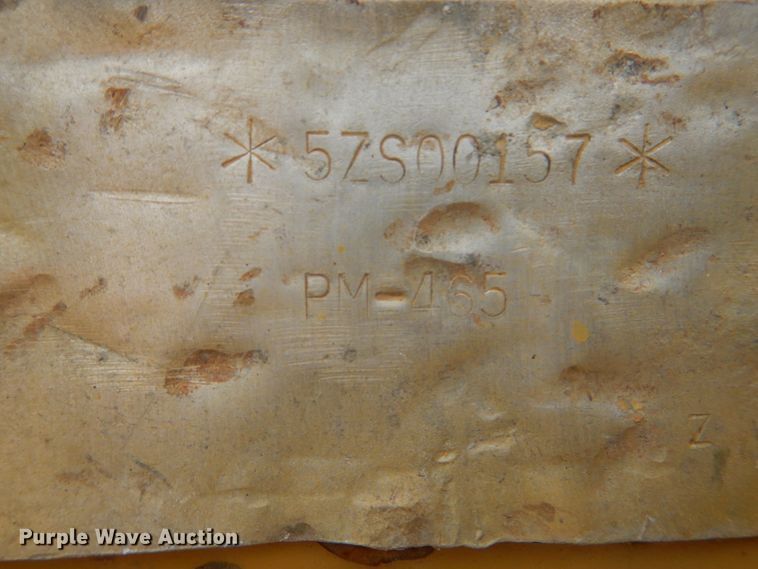 *5ZS00157*
PM-465
Z
Purple Wave Auction